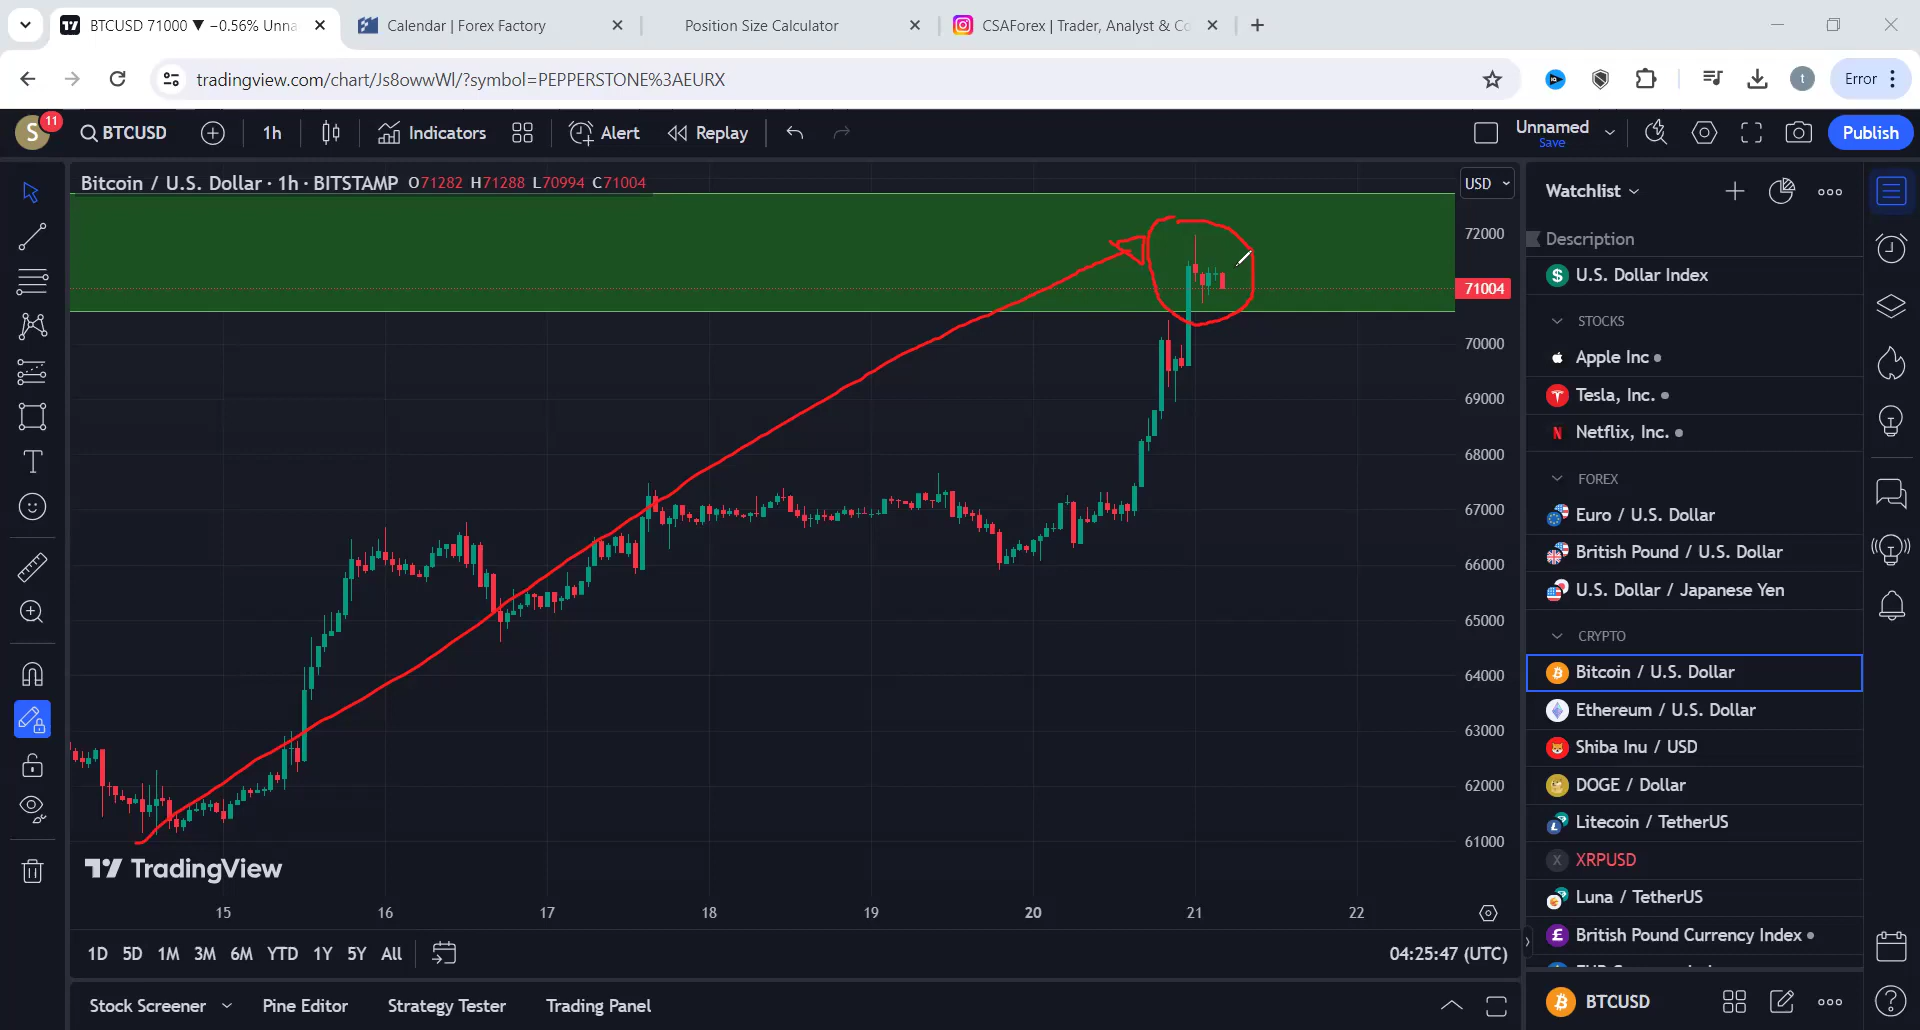 BTCUSD 71000 ▼ −0.56% Unna
Calendar | Forex Factory
Position Size Calculator
CSAForex | Trader, Analyst & Co
tradingview.com/chart/Js8owwWl/?symbol=PEPPERSTONE%3AEURX
t
Error
S
11
BTCUSD
1h
Indicators
Alert
Replay
Unnamed
Save
Publish
Bitcoin / U.S. Dollar · 1h · BITSTAMP O71282 H71288 L70994 C71004
USD
72000
71004
70000
69000
68000
67000
66000
65000
64000
63000
62000
61000
TradingView
15
16
17
18
19
20
21
22
1D
5D
1M
3M
6M
YTD
1Y
5Y
All
04:25:47 (UTC)
Stock Screener
Pine Editor
Strategy Tester
Trading Panel
Watchlist
Description
U.S. Dollar Index
STOCKS
Apple Inc
Tesla, Inc.
Netflix, Inc.
FOREX
Euro / U.S. Dollar
British Pound / U.S. Dollar
U.S. Dollar / Japanese Yen
CRYPTO
Bitcoin / U.S. Dollar
Ethereum / U.S. Dollar
Shiba Inu / USD
DOGE / Dollar
Litecoin / TetherUS
X XRPUSD
Luna / TetherUS
British Pound Currency Index
BTCUSD